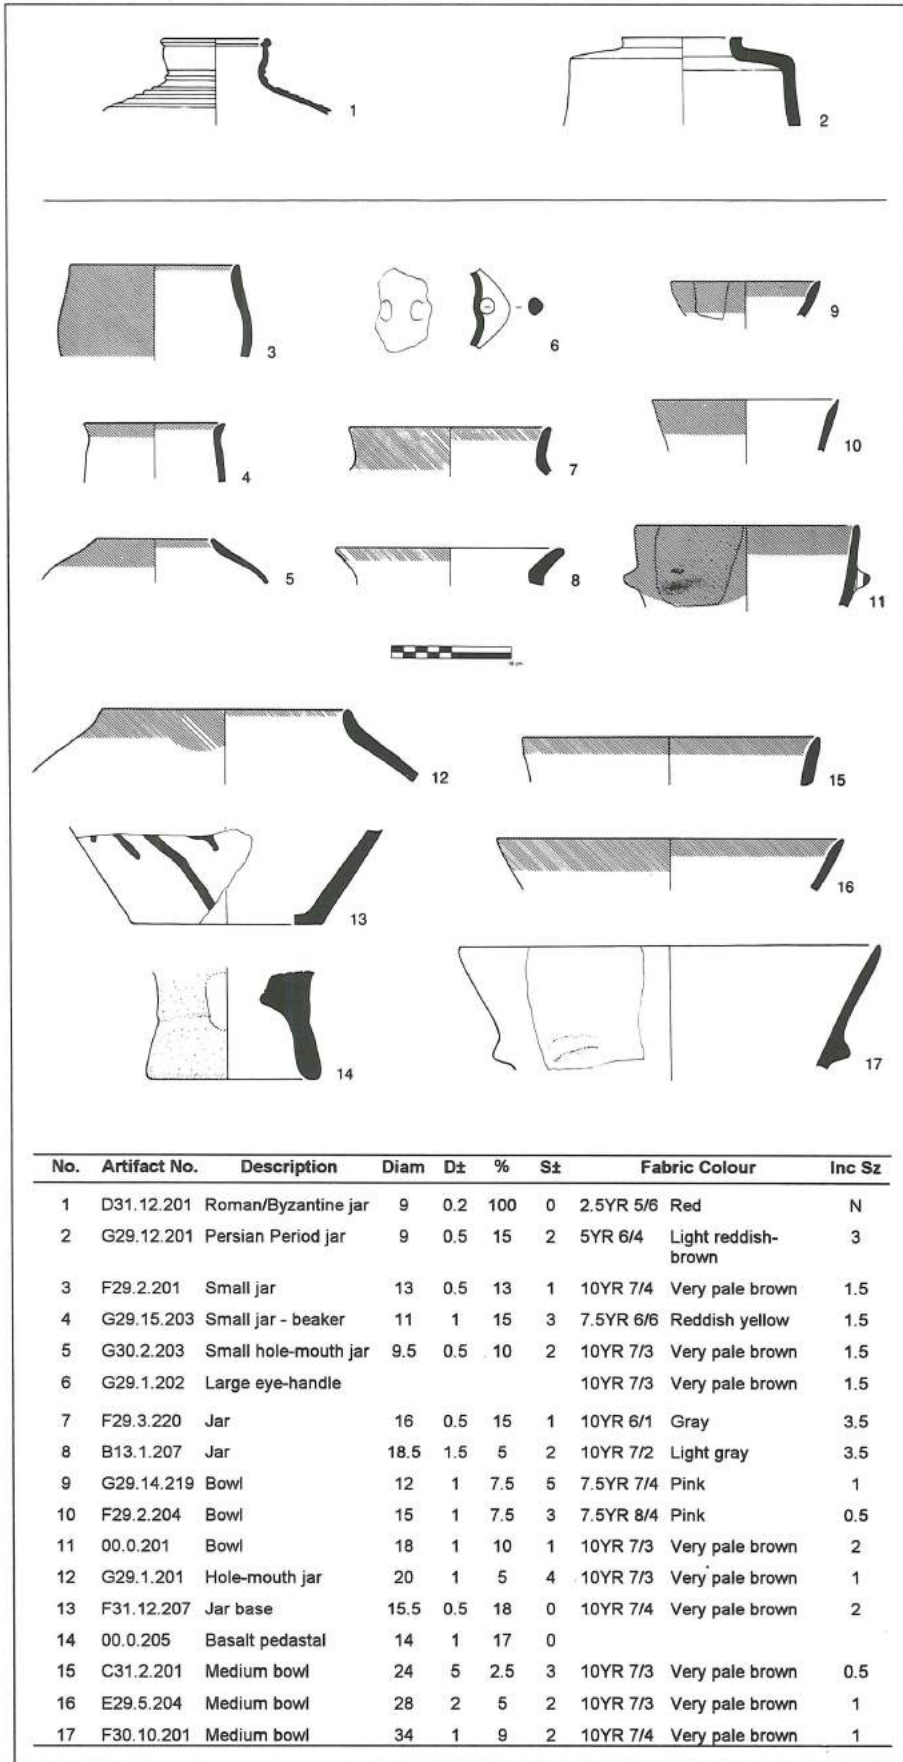 1
2
3
6
9
4
7
10
5
8
11
12
15
13
16
14
17
No. Artifact No. Description Diam D± % S± Fabric Colour Inc Sz
1 D31.12.201 Roman/Byzantine jar 9 0.2 100 0 2.5YR 5/6 Red N
2 G29.12.201 Persian Period jar 9 0.5 15 2 5YR 6/4 Light reddish- 3
brown
3 F29.2.201 Small jar 13 0.5 13 1 10YR 7/4 Very pale brown 1.5
4 G29.15.203 Small jar - beaker 11 1 15 3 7.5YR 6/6 Reddish yellow 1.5
5 G30.2.203 Small hole-mouth jar 9.5 0.5 10 2 10YR 7/3 Very pale brown 1.5
6 G29.1.202 Large eye-handle 10YR 7/3 Very pale brown 1.5
7 F29.3.220 Jar 16 0.5 15 1 10YR 6/1 Gray 3.5
8 B13.1.207 Jar 18.5 1.5 5 2 10YR 7/2 Light gray 3.5
9 G29.14.219 Bowl 12 1 7.5 5 7.5YR 7/4 Pink 1
10 F29.2.204 Bowl 15 1 7.5 3 7.5YR 8/4 Pink 0.5
11 00.0.201 Bowl 18 1 10 1 10YR 7/3 Very pale brown 2
12 G29.1.201 Hole-mouth jar 20 1 5 4 10YR 7/3 Very pale brown 1
13 F31.12.207 Jar base 15.5 0.5 18 0 10YR 7/4 Very pale brown 2
14 00.0.205 Basalt pedastal 14 1 17 0
15 C31.2.201 Medium bowl 24 5 2.5 3 10YR 7/3 Very pale brown 0.5
16 E29.5.204 Medium bowl 28 2 5 2 10YR 7/3 Very pale brown 1
17 F30.10.201 Medium bowl 34 1 9 2 10YR 7/4 Very pale brown 1